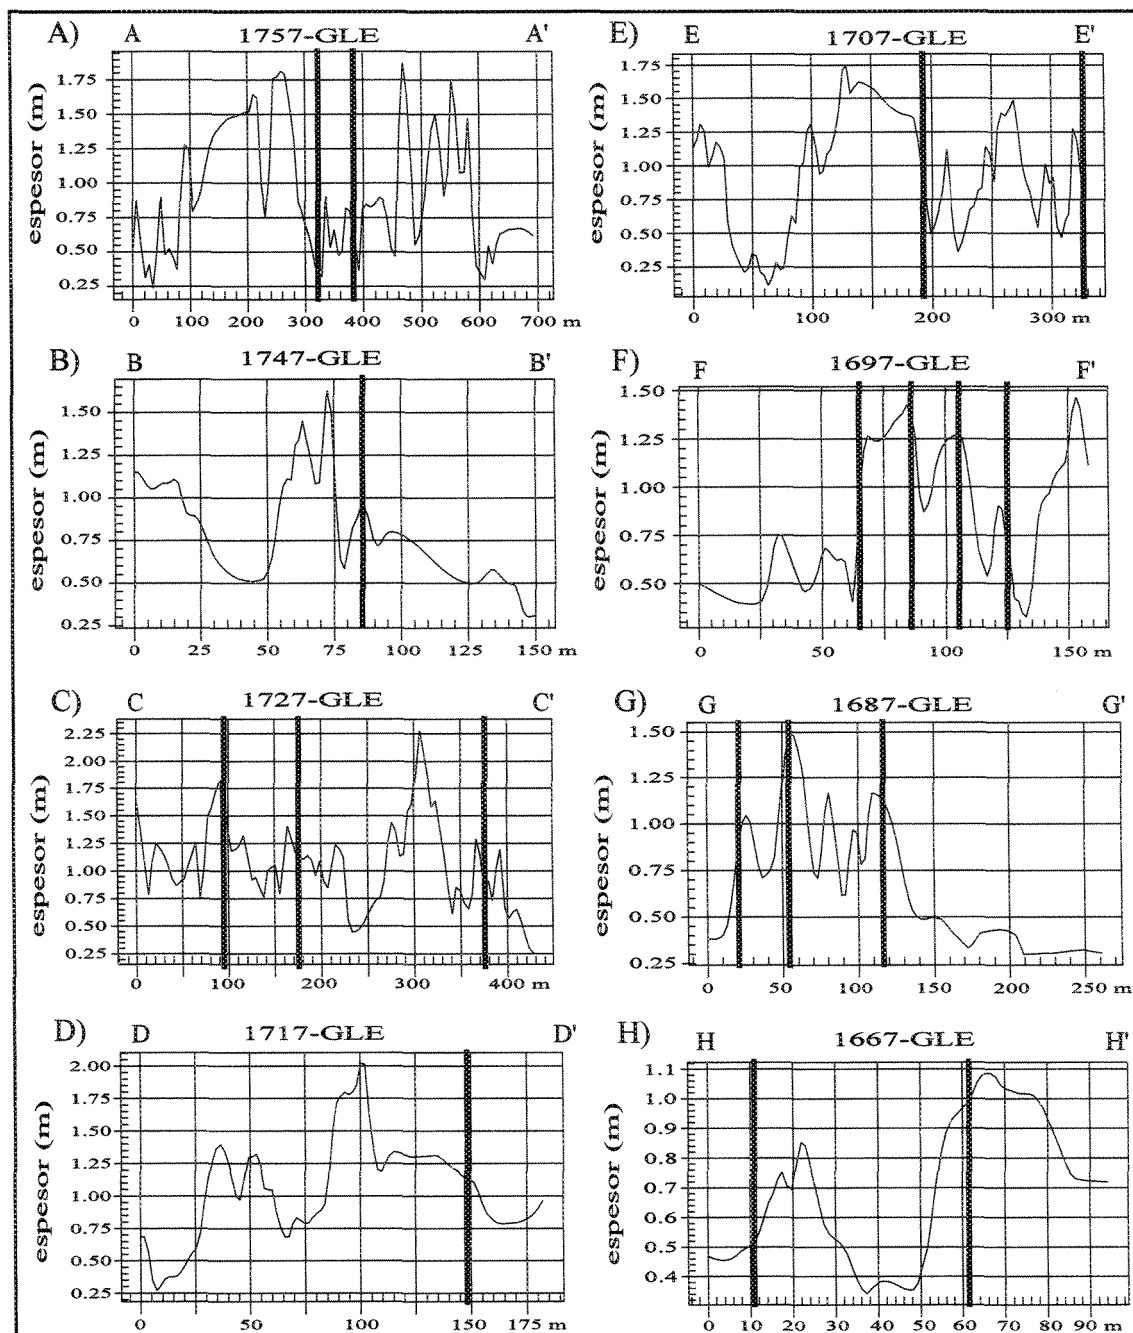 A) A 1757-GLE A'
espesor (m)
1.75
1.50
1.25
1.00
0.75
0.50
0.25
0 100 200 300 400 500 600 700 m
B) B 1747-GLE B'
espesor (m)
1.50
1.25
1.00
0.75
0.50
0.25
0 25 50 75 100 125 150 m
C) C 1727-GLE C'
espesor (m)
2.25
2.00
1.75
1.50
1.25
1.00
0.75
0.50
0.25
0 100 200 300 400 m
D) D 1717-GLE D'
espesor (m)
2.00
1.75
1.50
1.25
1.00
0.75
0.50
0.25
0 25 50 75 100 150 175 m
E) E 1707-GLE E'
espesor (m)
1.75
1.50
1.25
1.00
0.75
0.50
0.25
0 100 200 300 m
F) F 1697-GLE F'
espesor (m)
1.50
1.25
1.00
0.75
0.50
0 50 100 150 m
G) G 1687-GLE G'
espesor (m)
1.50
1.25
1.00
0.75
0.50
0.25
0 50 100 150 200 250 m
H) H 1667-GLE H'
espesor (m)
1.1
1.0
0.9
0.8
0.7
0.6
0.5
0.4
0 10 20 30 40 50 60 70 80 90 m